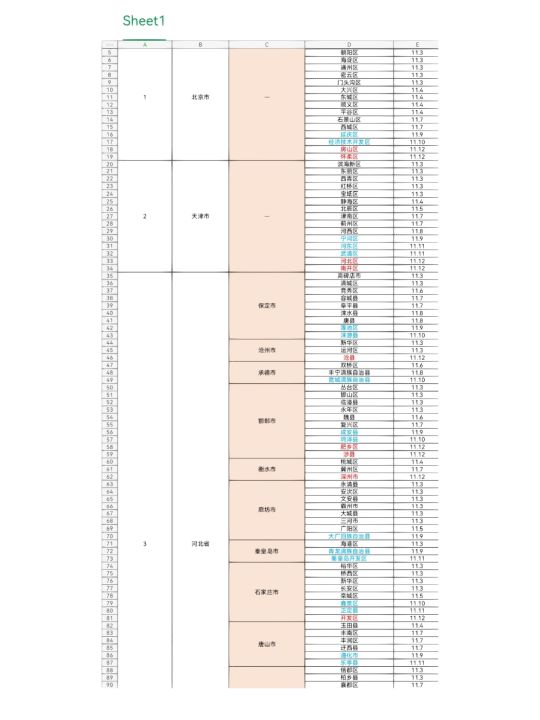 Sheet1
A B C D E
5 朝阳区 11.3
6 海淀区 11.3
7 通州区 11.3
8 密云区 11.3
9 门头沟区 11.3
10 大兴区 11.4
11 1 北京市 — 东城区 11.4
12 顺义区 11.4
13 平谷区 11.4
14 石景山区 11.7
15 西城区 11.7
16 延庆区 11.9
17 经济技术开发区 11.10
18 房山区 11.12
19 怀柔区 11.12
20 滨海新区 11.3
21 东丽区 11.3
22 西青区 11.3
23 红桥区 11.3
24 宝坻区 11.3
25 静海区 11.4
26 北辰区 11.5
27 2 天津市 — 津南区 11.7
28 蓟州区 11.7
29 河西区 11.8
30 宁河区 11.9
31 河东区 11.11
32 武清区 11.11
33 河北区 11.12
34 南开区 11.12
35 高碑店市 11.3
36 满城区 11.3
37 竞秀区 11.6
38 容城县 11.7
39 保定市 阜平县 11.7
40 涞水县 11.8
41 唐县 11.8
42 莲池区 11.9
43 涞源县 11.10
44 新华区 11.3
45 沧州市 运河区 11.3
46 沧县 11.12
47 双桥区 11.6
48 承德市 丰宁满族自治县 11.8
49 宽城满族自治县 11.10
50 丛台区 11.3
51 邯山区 11.3
52 临漳县 11.3
53 永年区 11.3
54 魏县 11.6
55 邯郸市 复兴区 11.7
56 成安县 11.9
57 鸡泽县 11.10
58 肥乡区 11.12
59 涉县 11.12
60 桃城区 11.4
61 衡水市 冀州区 11.7
62 深州市 11.12
63 永清县 11.3
64 安次区 11.3
65 文安县 11.3
66 廊坊市 霸州市 11.3
67 大城县 11.3
68 三河市 11.3
69 广阳区 11.5
70 大厂回族自治县 11.9
71 海港区 11.3
72 3 河北省 秦皇岛市 青龙满族自治县 11.9
73 秦皇岛开发区 11.11
74 裕华区 11.3
75 桥西区 11.3
76 新华区 11.3
77 石家庄市 长安区 11.3
78 栾城区 11.5
79 鹿泉区 11.10
80 正定县 11.11
81 开发区 11.12
82 玉田县 11.4
83 丰南区 11.7
84 唐山市 丰润区 11.7
85 迁西县 11.7
86 遵化市 11.9
87 乐亭县 11.11
88 信都区 11.3
89 柏乡县 11.3
90 襄都区 11.7